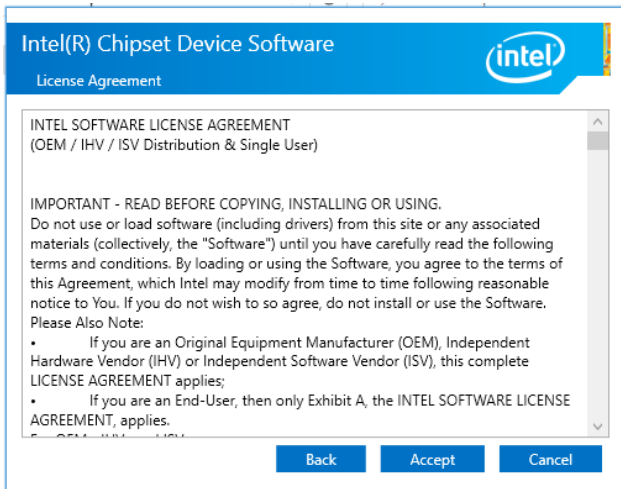 Intel(R) Chipset Device Software
intel
License Agreement
INTEL SOFTWARE LICENSE AGREEMENT
(OEM / IHV / ISV Distribution & Single User)
IMPORTANT - READ BEFORE COPYING, INSTALLING OR USING.
Do not use or load software (including drivers) from this site or any associated
materials (collectively, the "Software") until you have carefully read the following
terms and conditions. By loading or using the Software, you agree to the terms of
this Agreement, which Intel may modify from time to time following reasonable
notice to You. If you do not wish to so agree, do not install or use the Software.
Please Also Note:
• If you are an Original Equipment Manufacturer (OEM), Independent
Hardware Vendor (IHV) or Independent Software Vendor (ISV), this complete
LICENSE AGREEMENT applies;
• If you are an End-User, then only Exhibit A, the INTEL SOFTWARE LICENSE
AGREEMENT, applies.
Back Accept Cancel